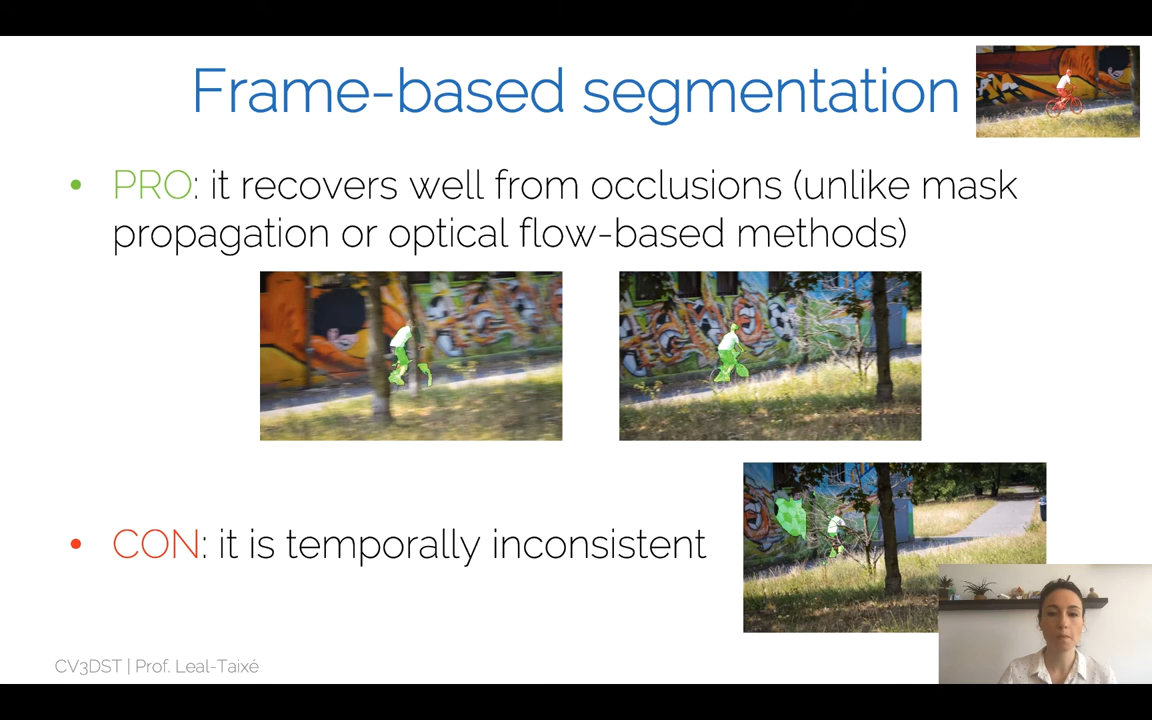 Frame-based segmentation
• PRO: it recovers well from occlusions (unlike mask
propagation or optical flow-based methods)
• CON: it is temporally inconsistent
CV3DST | Prof. Leal-Taixé